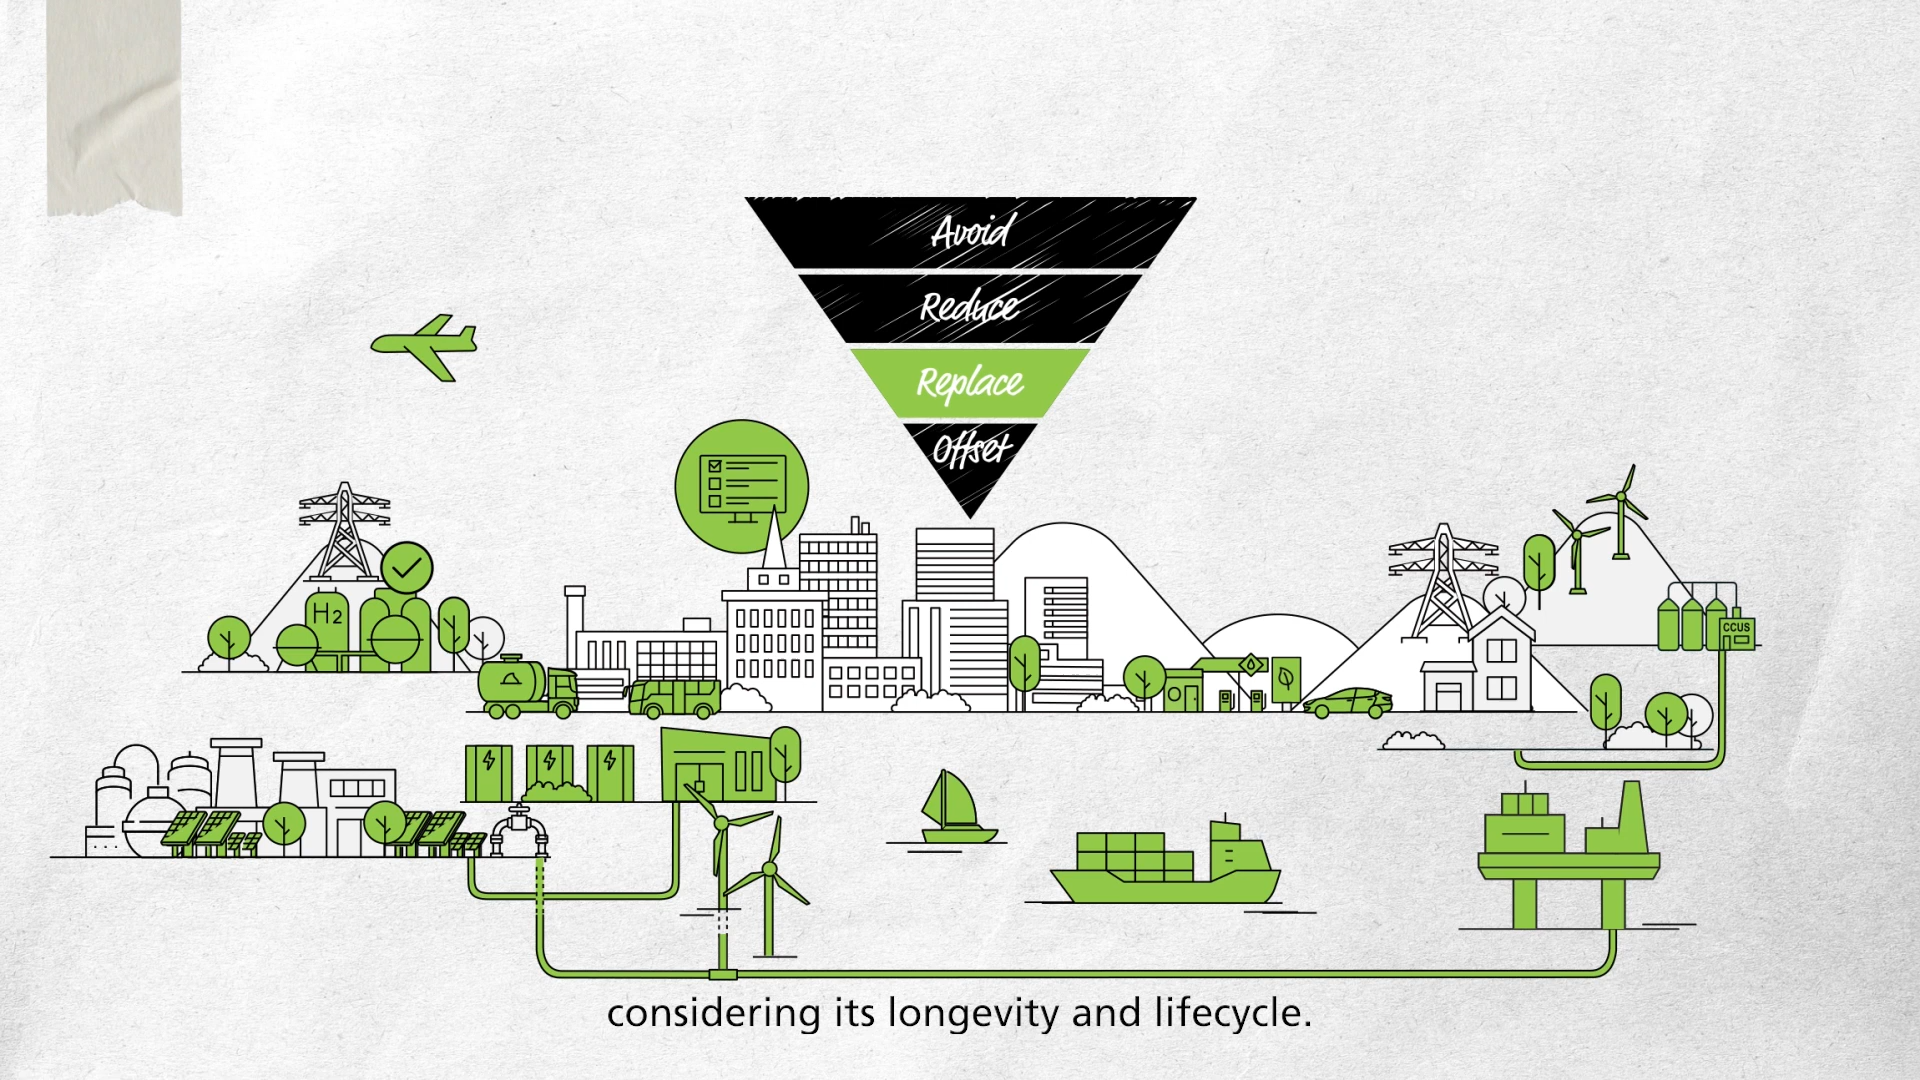 Avoid
Reduce
Replace
Offset
H2
CCUS
considering its longevity and lifecycle.